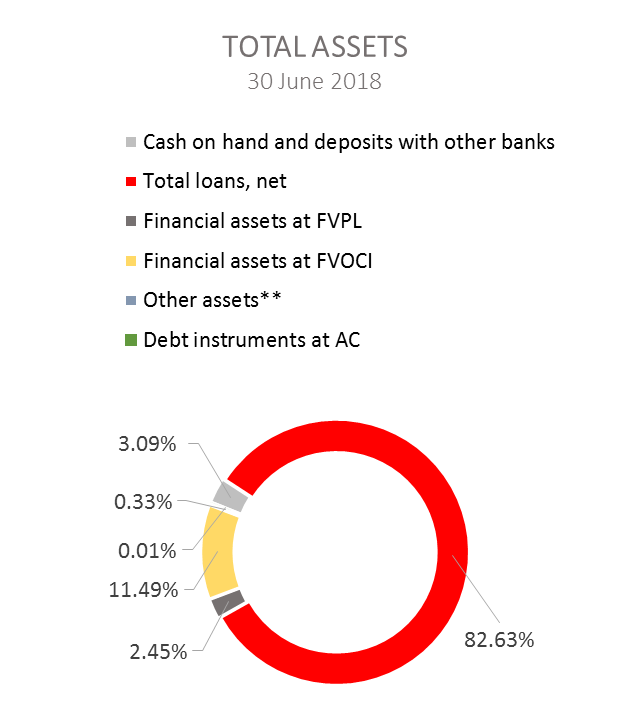 TOTAL ASSETS
30 June 2018
Cash on hand and deposits with other banks
Total loans, net
Financial assets at FVPL
Financial assets at FVOCI
Other assets**
Debt instruments at AC
3.09%
0.33%
0.01%
11.49%
2.45%
82.63%